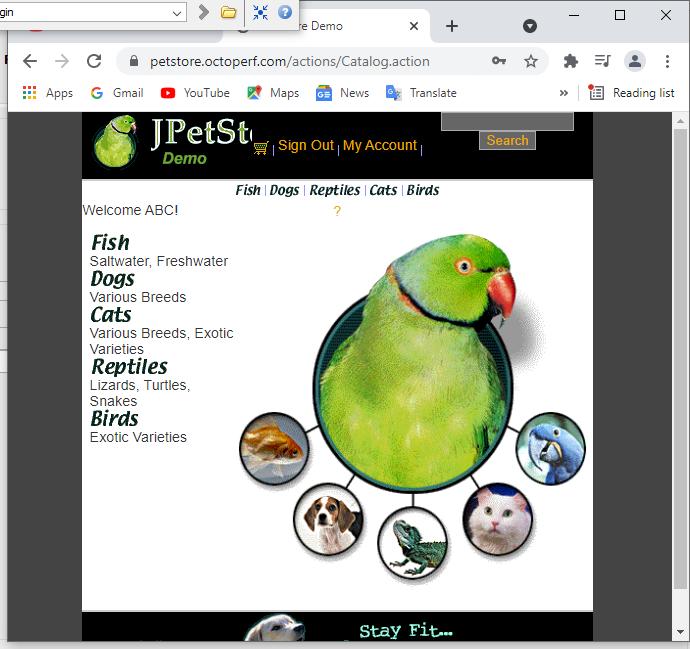 gin
re Demo
petstore.octoperf.com/actions/Catalog.action
Apps Gmail YouTube Maps News Translate » Reading list
JPetSt
Demo
Sign Out | My Account |
Search
Fish | Dogs | Reptiles | Cats | Birds
Welcome ABC! ?
Fish
Saltwater, Freshwater
Dogs
Various Breeds
Cats
Various Breeds, Exotic
Varieties
Reptiles
Lizards, Turtles,
Snakes
Birds
Exotic Varieties
Stay Fit...